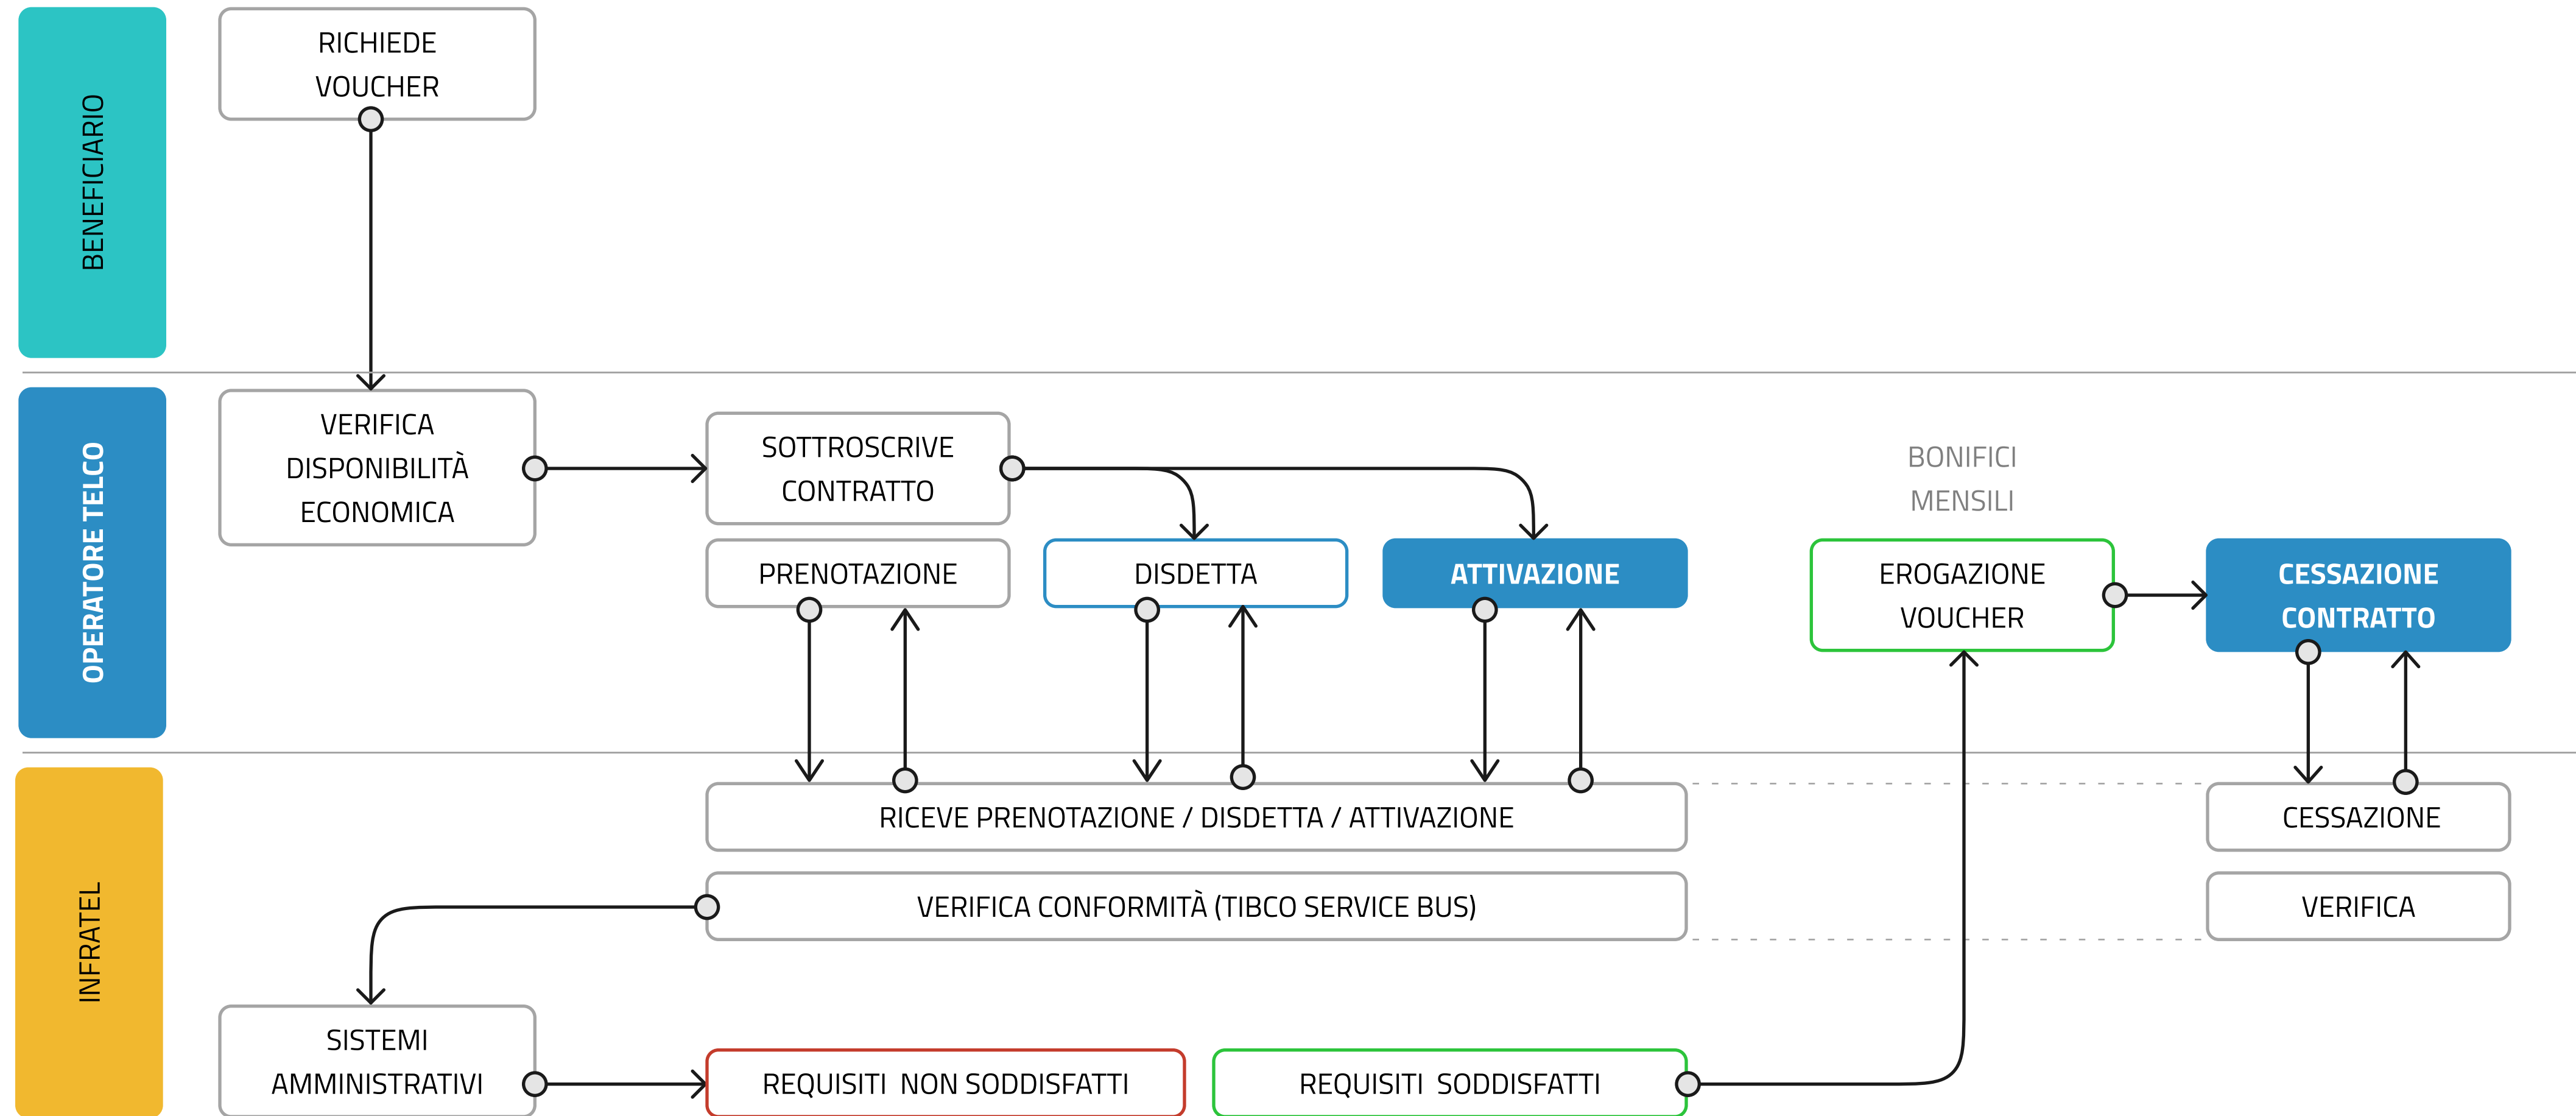 BENEFICIARIO
RICHIEDE
VOUCHER
OPERATORE TELCO
VERIFICA
DISPONIBILITÀ
ECONOMICA
SOTTROSCRIVE
CONTRATTO
PRENOTAZIONE
DISDETTA
ATTIVAZIONE
BONIFICI
MENSILI
EROGAZIONE
VOUCHER
CESSAZIONE
CONTRATTO
INFRATEL
RICEVE PRENOTAZIONE / DISDETTA / ATTIVAZIONE
CESSAZIONE
VERIFICA CONFORMITÀ (TIBCO SERVICE BUS)
VERIFICA
SISTEMI
AMMINISTRATIVI
REQUISITI NON SODDISFATTI
REQUISITI SODDISFATTI